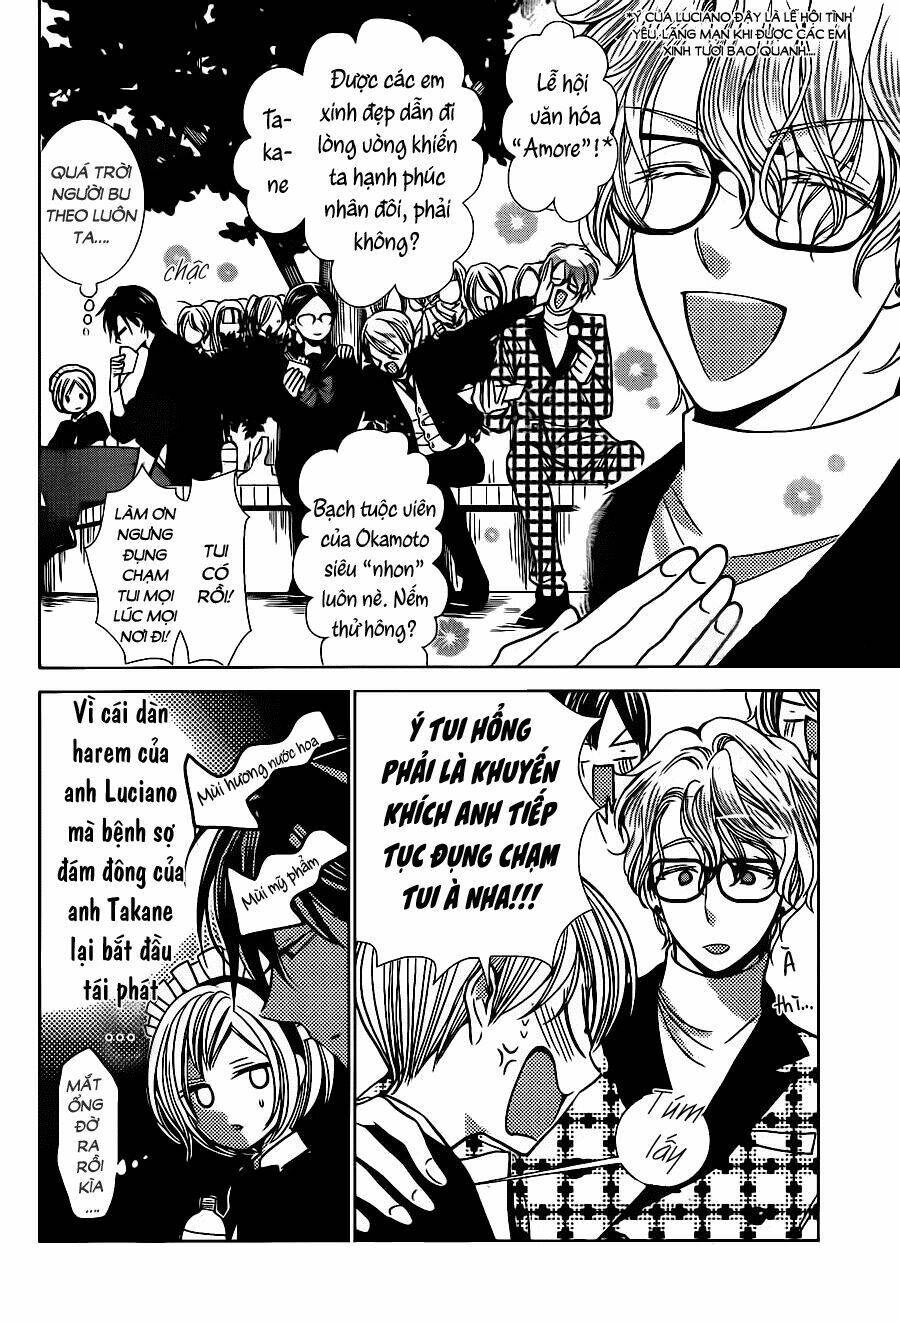 *Ý CỦA LUCIANO ĐÂY LÀ LỄ HỘI TÌNH
YÊU LÃNG MẠN KHI ĐƯỢC CÁC EM
XINH TƯƠI BAO QUANH....
Lễ hội
văn hóa
"Amore"!*
Được các em
xinh đẹp dẫn đi
lòng vòng khiến
ta hạnh phúc
nhân đôi, phải
không?
Ta-
ka-
ne
QUÁ TRỜI
NGƯỜI BU
THEO LUÔN
TA....
chậc
Bạch tuộc viên
của Okamoto
siêu "nhon"
luôn nè. Nếm
thử hông?
TUI
CÓ
RỒI!
LÀM ƠN
NGƯNG
ĐỤNG
CHẠM
TUI MỌI
LÚC MỌI
NƠI ĐI!
Ý TUI HỔNG
PHẢI LÀ KHUYẾN
KHÍCH ANH TIẾP
TỤC ĐỤNG CHẠM
TUI À NHA!!!
À
thì...
Túm
lấy
Mùi hương nước hoa
Mùi mỹ phẩm
Vì cái dàn
harem của
anh Luciano
mà bệnh sợ
đám đông của
anh Takane
lại bắt đầu
tái phát
...
MẮT
ỔNG
ĐỜ
RA
RỒI
KÌA
....